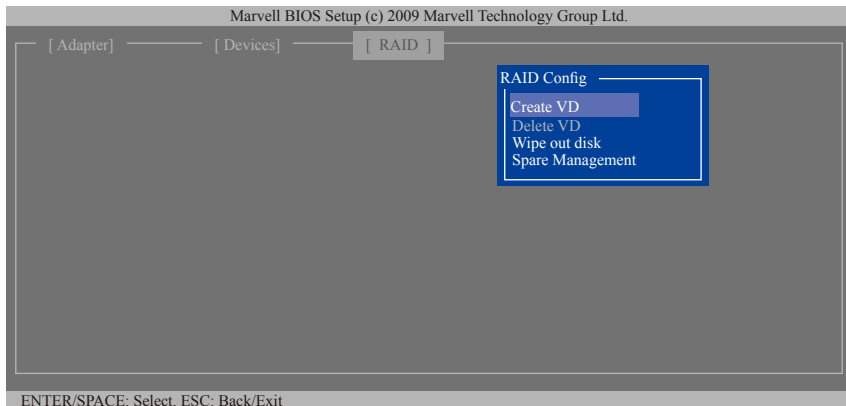 Marvell BIOS Setup (c) 2009 Marvell Technology Group Ltd.
[ Adapter] [ Devices] [ RAID ]
RAID Config
Create VD
Delete VD
Wipe out disk
Spare Management
ENTER/SPACE: Select, ESC: Back/Exit